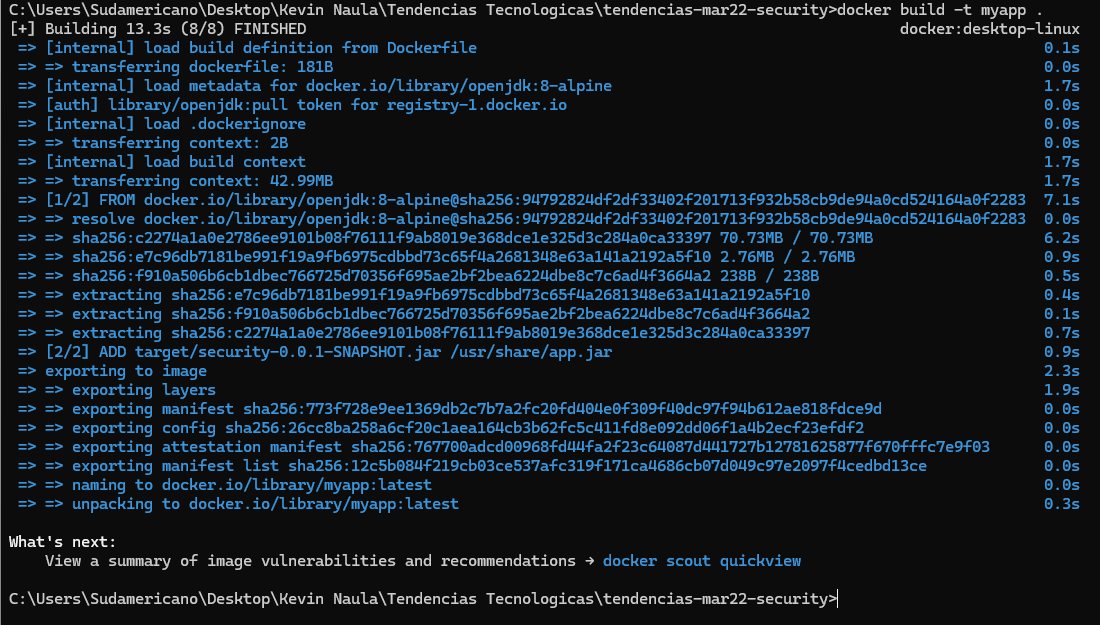 C:\Users\Sudamericano\Desktop\Kevin Naula\Tendencias Tecnologicas\tendencias-mar22-security>docker build -t myapp .
[+] Building 13.3s (8/8) FINISHED docker:desktop-linux
=> [internal] load build definition from Dockerfile 0.1s
=> => transferring dockerfile: 181B 0.0s
=> [internal] load metadata for docker.io/library/openjdk:8-alpine 1.7s
=> [auth] library/openjdk:pull token for registry-1.docker.io 0.0s
=> [internal] load .dockerignore 0.0s
=> => transferring context: 2B 0.0s
=> [internal] load build context 1.7s
=> => transferring context: 42.99MB 1.7s
=> [1/2] FROM docker.io/library/openjdk:8-alpine@sha256:94792824df2df33402f201713f932b58cb9de94a0cd524164a0f2283 7.1s
=> => resolve docker.io/library/openjdk:8-alpine@sha256:94792824df2df33402f201713f932b58cb9de94a0cd524164a0f2283 0.0s
=> => sha256:c2274a1a0e2786ee9101b08f76111f9ab8019e368dce1e325d3c284a0ca33397 70.73MB / 70.73MB 6.2s
=> => sha256:e7c96db7181be991f19a9fb6975cdbbd73c65f4a2681348e63a141a2192a5f10 2.76MB / 2.76MB 0.9s
=> => sha256:f910a506b6cb1dbec766725d70356f695ae2bf2bea6224dbe8c7c6ad4f3664a2 238B / 238B 0.5s
=> => extracting sha256:e7c96db7181be991f19a9fb6975cdbbd73c65f4a2681348e63a141a2192a5f10 0.4s
=> => extracting sha256:f910a506b6cb1dbec766725d70356f695ae2bf2bea6224dbe8c7c6ad4f3664a2 0.1s
=> => extracting sha256:c2274a1a0e2786ee9101b08f76111f9ab8019e368dce1e325d3c284a0ca33397 0.7s
=> [2/2] ADD target/security-0.0.1-SNAPSHOT.jar /usr/share/app.jar 0.9s
=> exporting to image 2.3s
=> => exporting layers 1.9s
=> => exporting manifest sha256:773f728e9ee1369db2c7b7a2fc20fd404e0f309f40dc97f94b612ae818fdce9d 0.0s
=> => exporting config sha256:26cc8ba258a6cf20c1aea164cb3b62fc5c411fd8e092dd06f1a4b2ecf23efdf2 0.0s
=> => exporting attestation manifest sha256:767700adcd00968fd44fa2f23c64087d441727b12781625877f670fffc7e9f03 0.0s
=> => exporting manifest list sha256:12c5b084f219cb03ce537afc319f171ca4686cb07d049c97e2097f4cedbd13ce 0.0s
=> => naming to docker.io/library/myapp:latest 0.0s
=> => unpacking to docker.io/library/myapp:latest 0.3s
What's next:
View a summary of image vulnerabilities and recommendations → docker scout quickview
C:\Users\Sudamericano\Desktop\Kevin Naula\Tendencias Tecnologicas\tendencias-mar22-security>